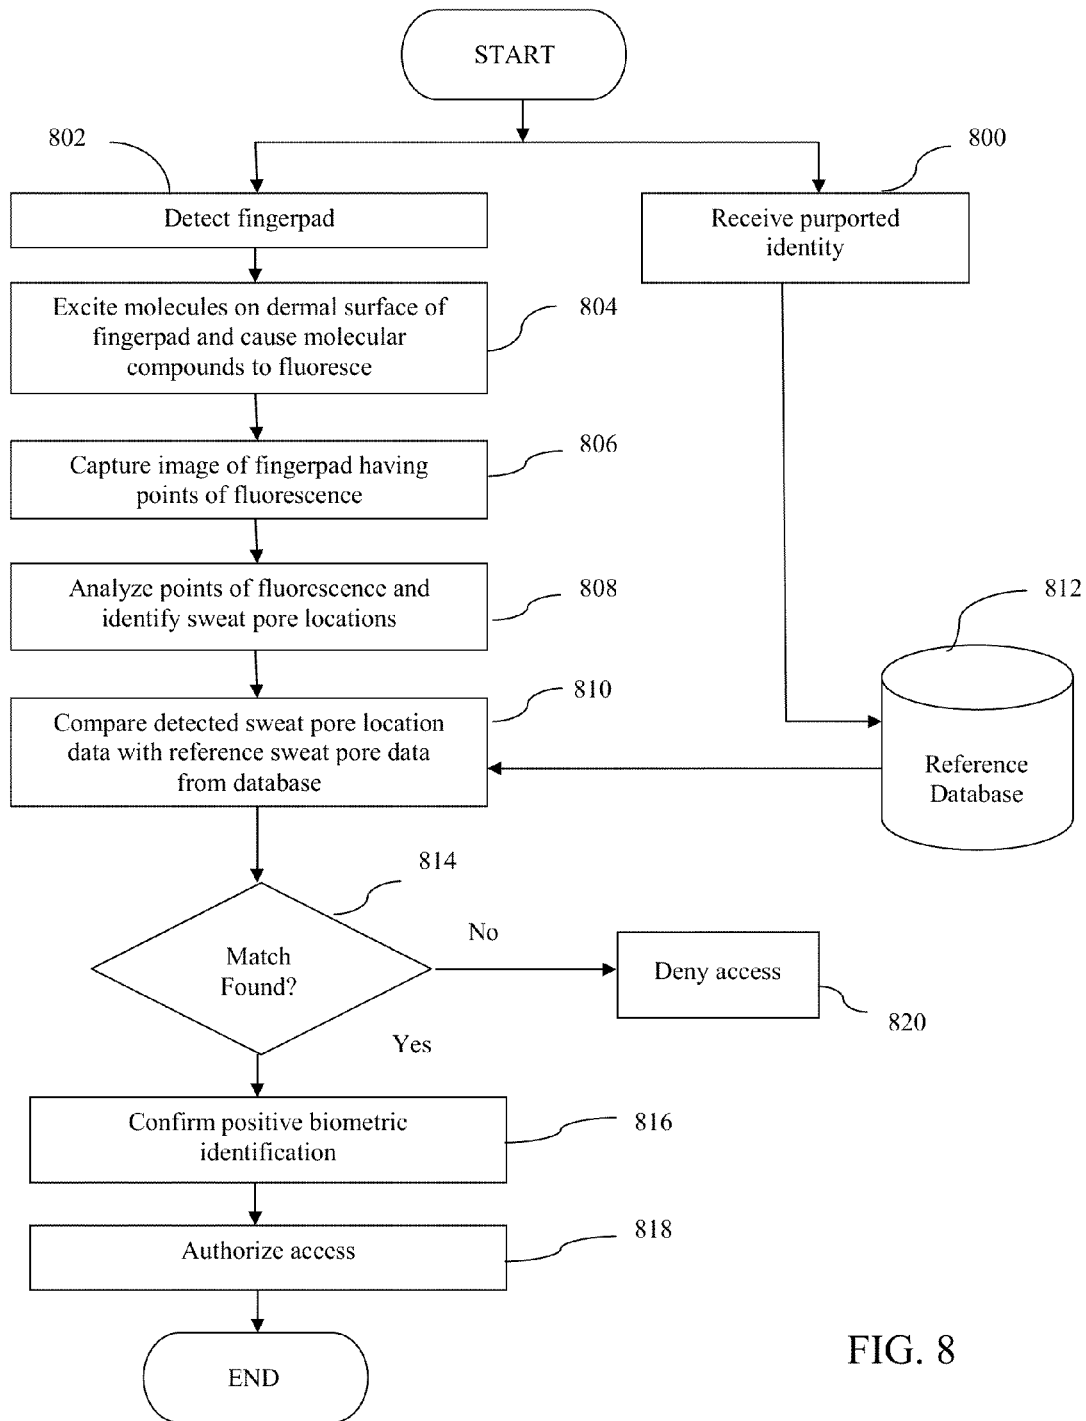 START
802
800
Detect fingerpad
Receive purported
identity
Excite molecules on dermal surface of
fingerpad and cause molecular
compounds to fluoresce
804
Capture image of fingerpad having
points of fluorescence
806
Analyze points of fluorescence and
identify sweat pore locations
808
812
Compare detected sweat pore location
data with reference sweat pore data
from database
810
Reference
Database
814
Match
Found?
No
Deny access
820
Yes
Confirm positive biometric
identification
816
Authorize access
818
END
FIG. 8